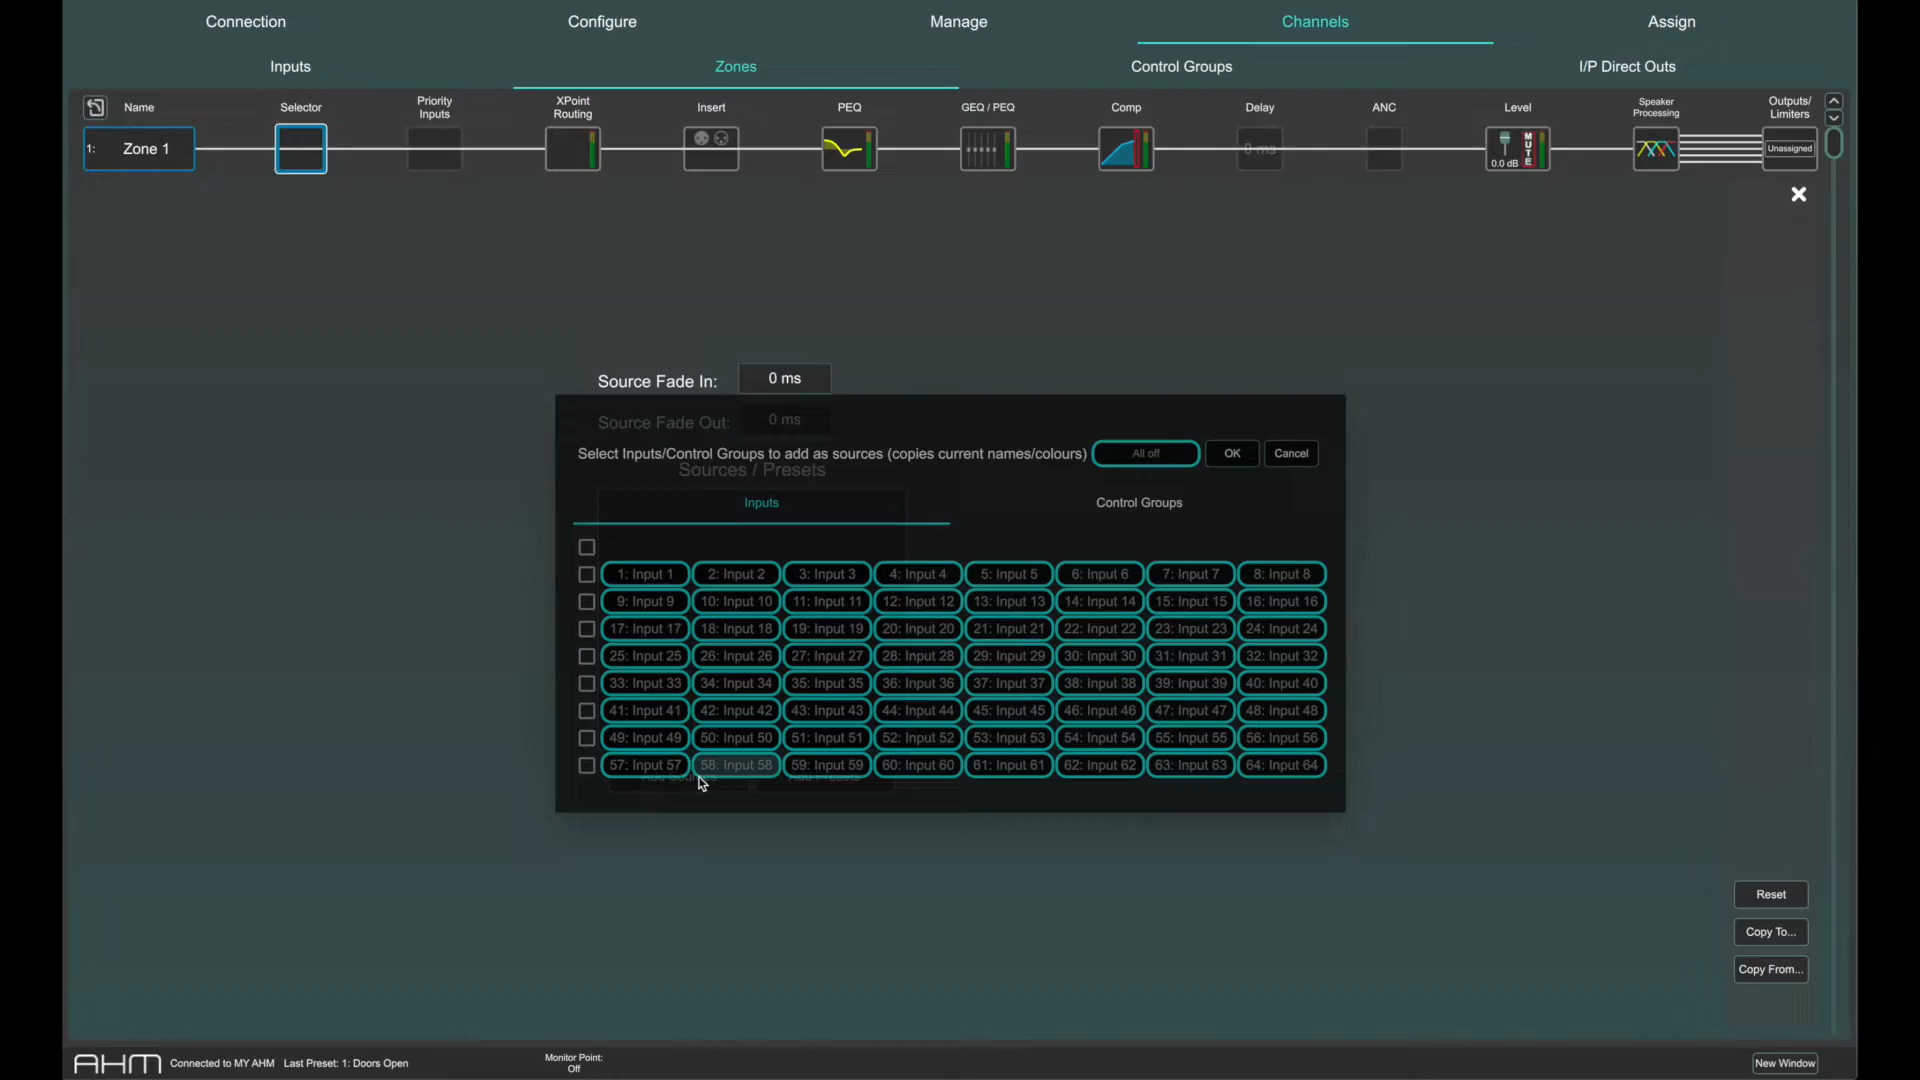 Connection Configure Manage Channels Assign
Inputs Zones Control Groups I/P Direct Outs
Name Selector Priority Inputs XPoint Routing Insert PEQ GEQ / PEQ Comp Delay ANC Level Speaker Processing Outputs/ Limiters
1: Zone 1 0 ms 0.0 dB MUTE Unassigned
Source Fade In: 0 ms
Source Fade Out: 0 ms
Select Inputs/Control Groups to add as sources (copies current names/colours) All off OK Cancel
Sources / Presets
Inputs Control Groups
1: Input 1 2: Input 2 3: Input 3 4: Input 4 5: Input 5 6: Input 6 7: Input 7 8: Input 8
9: Input 9 10: Input 10 11: Input 11 12: Input 12 13: Input 13 14: Input 14 15: Input 15 16: Input 16
17: Input 17 18: Input 18 19: Input 19 20: Input 20 21: Input 21 22: Input 22 23: Input 23 24: Input 24
25: Input 25 26: Input 26 27: Input 27 28: Input 28 29: Input 29 30: Input 30 31: Input 31 32: Input 32
33: Input 33 34: Input 34 35: Input 35 36: Input 36 37: Input 37 38: Input 38 39: Input 39 40: Input 40
41: Input 41 42: Input 42 43: Input 43 44: Input 44 45: Input 45 46: Input 46 47: Input 47 48: Input 48
49: Input 49 50: Input 50 51: Input 51 52: Input 52 53: Input 53 54: Input 54 55: Input 55 56: Input 56
57: Input 57 58: Input 58 59: Input 59 60: Input 60 61: Input 61 62: Input 62 63: Input 63 64: Input 64
Reset
Copy To...
Copy From...
AHM Connected to MY AHM Last Preset: 1: Doors Open Monitor Point: Off New Window